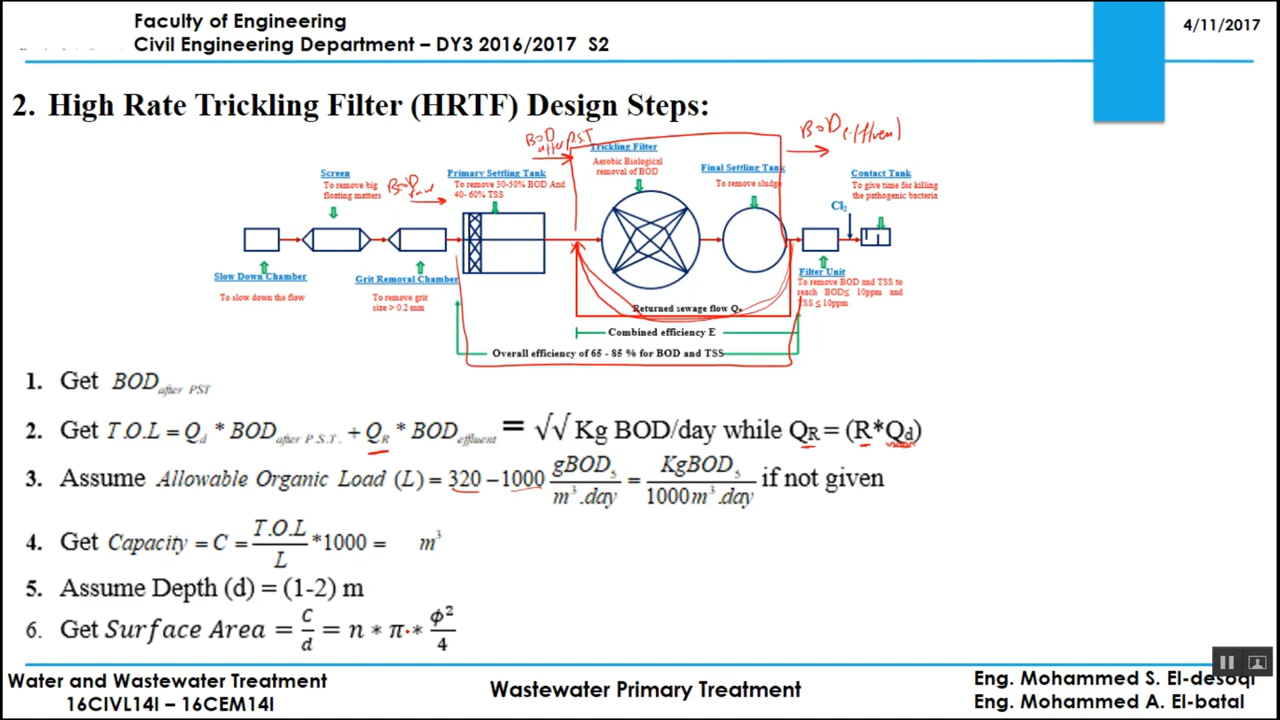 Faculty of Engineering
Civil Engineering Department – DY3 2016/2017 S2
4/11/2017
2. High Rate Trickling Filter (HRTF) Design Steps:
BOD after P.S.T
BOD (effluen)
BOD raw
Screen
To remove big
floating matters
Primary Settling Tank
To remove 30-50% BOD And
40- 60% TSS
Trickling Filter
Aerobic Biological
removal of BOD
Final Settling Tank
To remove sludge
Contact Tank
To give time for killing
the pathogenic bacteria
Cl2
Slow Down Chamber
To slow down the flow
Grit Removal Chamber
To remove grit
size > 0.2 mm
Filter Unit
To remove BOD and TSS to
reach BOD≤ 10ppm and
TSS ≤ 10ppm
Returned sewage flow QR
Combined efficiency E
Overall efficiency of 65 - 85 % for BOD and TSS
1. Get BOD after PST
2. Get T.O.L = Qd * BOD after P.S.T. + QR * BOD effluent = √√ Kg BOD/day while QR = (R*Qd)
3. Assume Allowable Organic Load (L) = 320 – 1000 gBOD5 / m³.day = KgBOD5 / 1000m³.day if not given
4. Get Capacity = C = T.O.L / L *1000 = m³
5. Assume Depth (d) = (1-2) m
6. Get Surface Area = C / d = n * π * ϕ² / 4
Water and Wastewater Treatment
16CIVL14I – 16CEM14I
Wastewater Primary Treatment
Eng. Mohammed S. El-desoqi
Eng. Mohammed A. El-batal